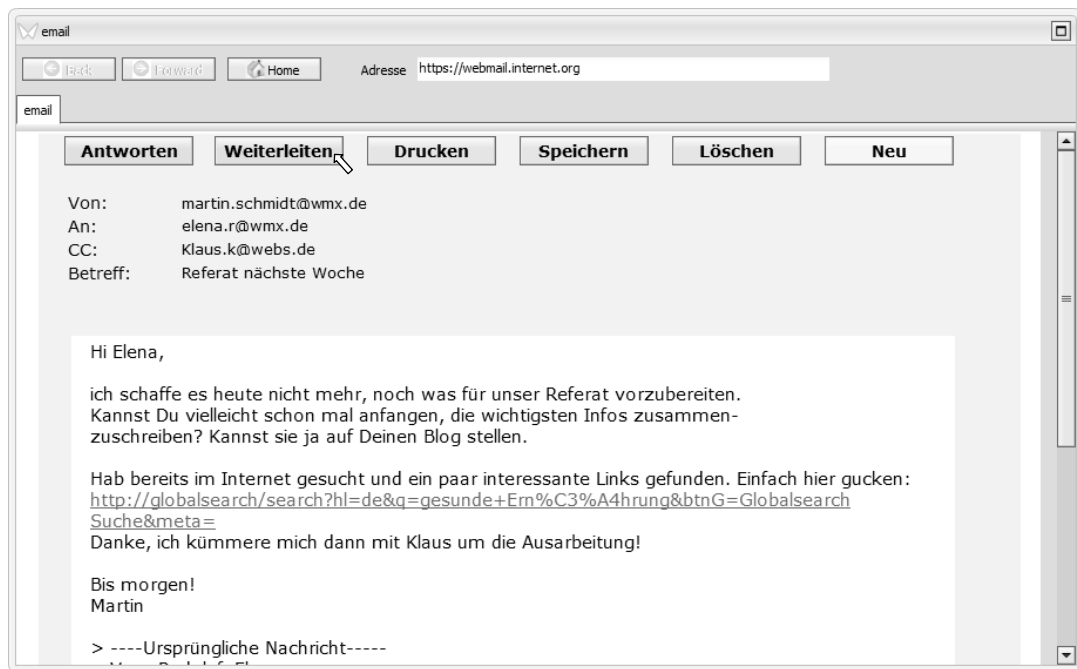 email
Back Forward Home Adresse https://webmail.internet.org
email
Antworten Weiterleiten Drucken Speichern Löschen Neu
Von: martin.schmidt@wmx.de
An: elena.r@wmx.de
CC: Klaus.k@webs.de
Betreff: Referat nächste Woche
Hi Elena,
ich schaffe es heute nicht mehr, noch was für unser Referat vorzubereiten.
Kannst Du vielleicht schon mal anfangen, die wichtigsten Infos zusammen-
zuschreiben? Kannst sie ja auf Deinen Blog stellen.
Hab bereits im Internet gesucht und ein paar interessante Links gefunden. Einfach hier gucken:
http://globalsearch/search?hl=de&q=gesunde+Ern%C3%A4hrung&btnG=Globalsearch
Suche&meta=
Danke, ich kümmere mich dann mit Klaus um die Ausarbeitung!
Bis morgen!
Martin
> ----Ursprüngliche Nachricht-----